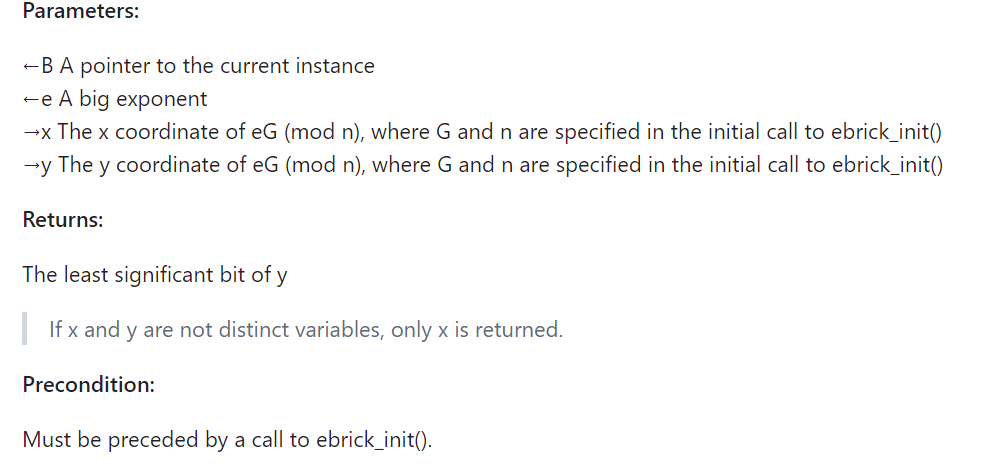 Parameters:
←B A pointer to the current instance
←e A big exponent
→x The x coordinate of eG (mod n), where G and n are specified in the initial call to ebrick_init()
→y The y coordinate of eG (mod n), where G and n are specified in the initial call to ebrick_init()
Returns:
The least significant bit of y
If x and y are not distinct variables, only x is returned.
Precondition:
Must be preceded by a call to ebrick_init().